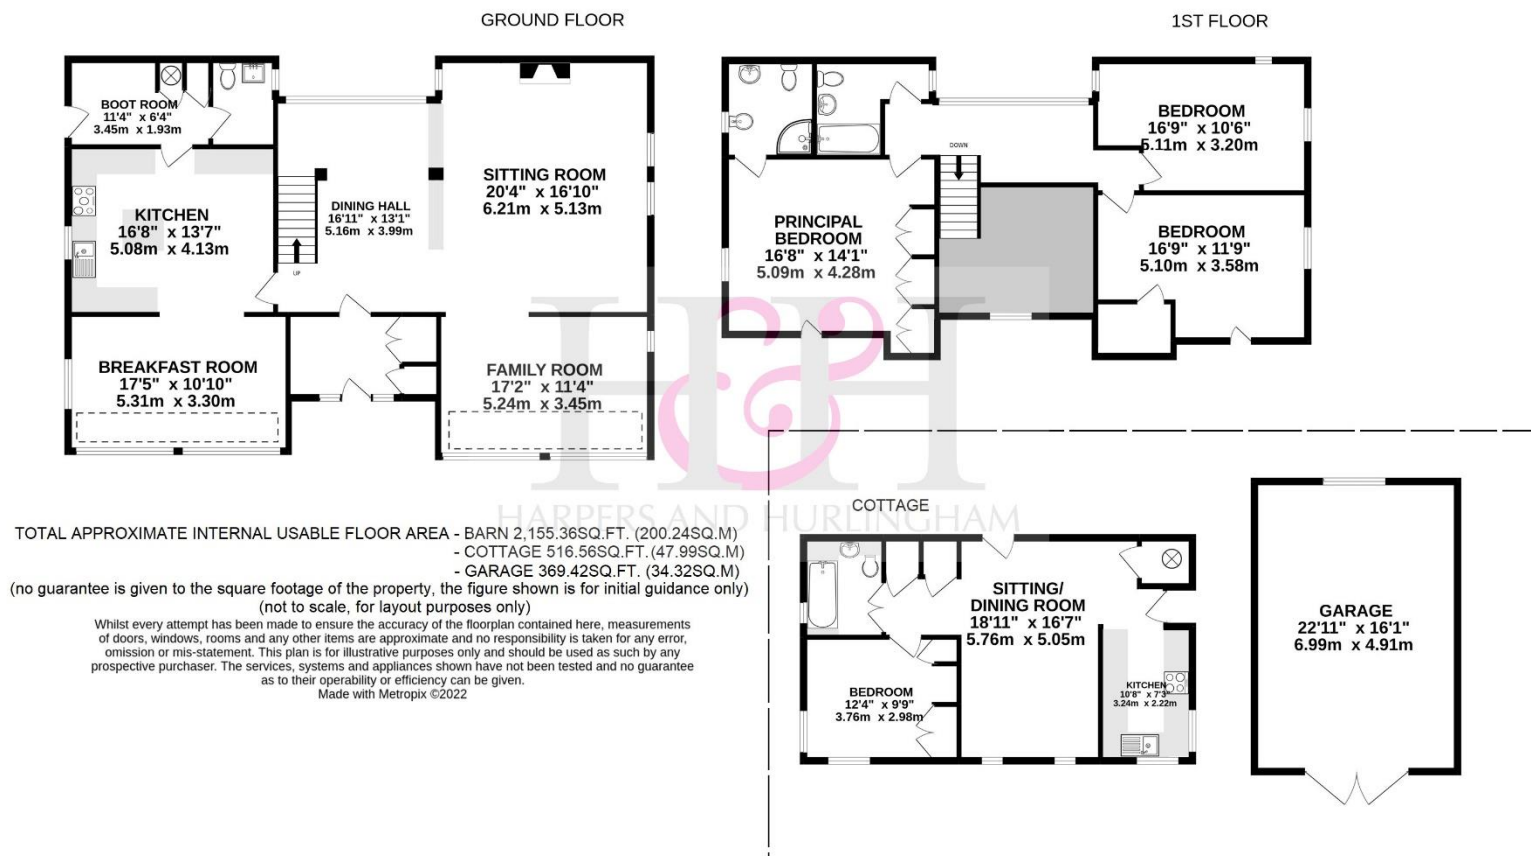 GROUND FLOOR
BOOT ROOM
11'4" x 6'4"
3.45m x 1.93m
KITCHEN
16'8" x 13'7"
5.08m x 4.13m
DINING HALL
16'11" x 13'1"
5.16m x 3.99m
UP
SITTING ROOM
20'4" x 16'10"
6.21m x 5.13m
BREAKFAST ROOM
17'5" x 10'10"
5.31m x 3.30m
FAMILY ROOM
17'2" x 11'4"
5.24m x 3.45m
1ST FLOOR
BEDROOM
16'9" x 10'6"
5.11m x 3.20m
DOWN
PRINCIPAL
BEDROOM
16'8" x 14'1"
5.09m x 4.28m
BEDROOM
16'9" x 11'9"
5.10m x 3.58m
H&H
HARPERS AND HURLINGHAM
COTTAGE
SITTING/
DINING ROOM
18'11" x 16'7"
5.76m x 5.05m
BEDROOM
12'4" x 9'9"
3.76m x 2.98m
KITCHEN
10'8" x 7'3"
3.24m x 2.22m
GARAGE
22'11" x 16'1"
6.99m x 4.91m
TOTAL APPROXIMATE INTERNAL USABLE FLOOR AREA - BARN 2,155.36SQ.FT. (200.24SQ.M)
- COTTAGE 516.56SQ.FT.(47.99SQ.M)
- GARAGE 369.42SQ.FT. (34.32SQ.M)
(no guarantee is given to the square footage of the property, the figure shown is for initial guidance only)
(not to scale, for layout purposes only)
Whilst every attempt has been made to ensure the accuracy of the floorplan contained here, measurements
of doors, windows, rooms and any other items are approximate and no responsibility is taken for any error,
omission or mis-statement. This plan is for illustrative purposes only and should be used as such by any
prospective purchaser. The services, systems and appliances shown have not been tested and no guarantee
as to their operability or efficiency can be given.
Made with Metropix ©2022